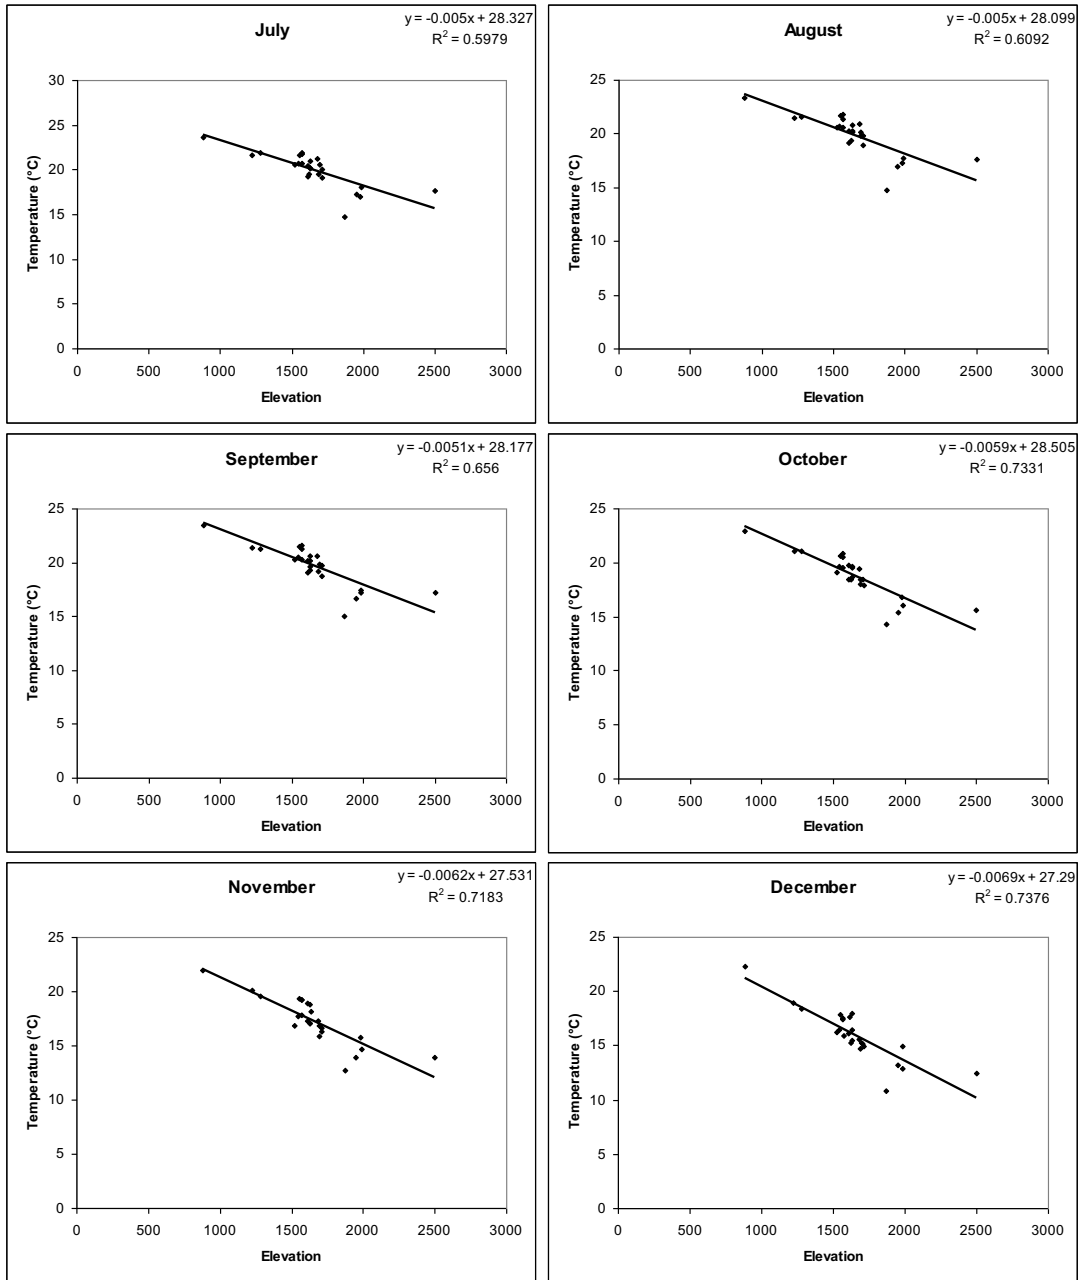 July
y = -0.005x + 28.327
R² = 0.5979
30
25
20
15
10
5
0
0 500 1000 1500 2000 2500 3000
Temperature (°C)
Elevation
August
y = -0.005x + 28.099
R² = 0.6092
25
20
15
10
5
0
0 500 1000 1500 2000 2500 3000
Temperature (°C)
Elevation
September
y = -0.0051x + 28.177
R² = 0.656
25
20
15
10
5
0
0 500 1000 1500 2000 2500 3000
Temperature (°C)
Elevation
October
y = -0.0059x + 28.505
R² = 0.7331
25
20
15
10
5
0
0 500 1000 1500 2000 2500 3000
Temperature (°C)
Elevation
November
y = -0.0062x + 27.531
R² = 0.7183
25
20
15
10
5
0
0 500 1000 1500 2000 2500 3000
Temperature (°C)
Elevation
December
y = -0.0069x + 27.29
R² = 0.7376
25
20
15
10
5
0
0 500 1000 1500 2000 2500 3000
Temperature (°C)
Elevation